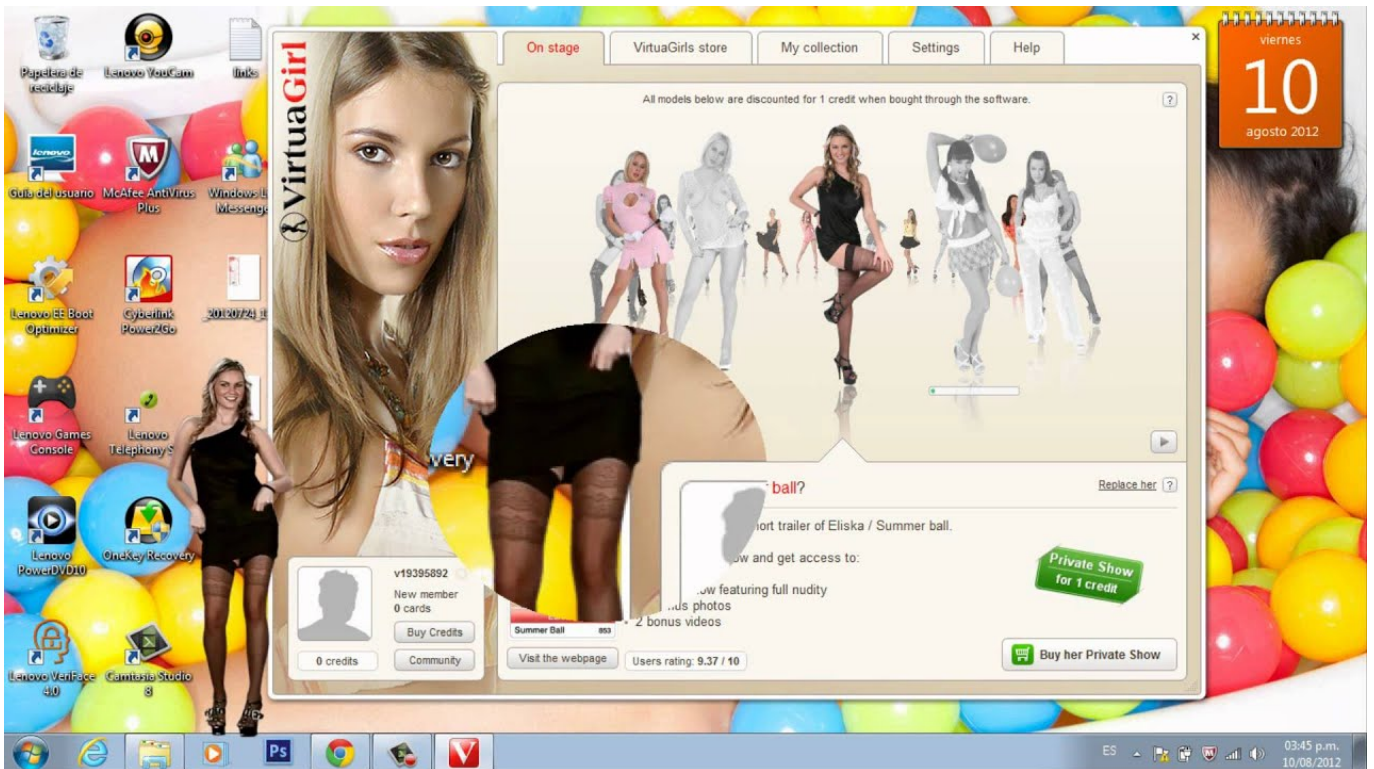 Papelera de
reciclaje
Lenovo YouCam
links
Guía del usuario
McAfee AntiVirus
Plus
Windows L
Messenge
Lenovo EE Boot
Optimizer
Cyberlink
Power2Go
_20120724_1
Lenovo Games
Console
Lenovo
Telephony S
Lenovo
PowerDVD10
OneKey Recovery
Lenovo VeriFace
4.0
Camtasia Studio
8
VirtuaGirl
On stage
VirtuaGirls store
My collection
Settings
Help
All models below are discounted for 1 credit when bought through the software.
?
very
ball?
Replace her
?
ort trailer of Eliska / Summer ball.
ow and get access to:
ow featuring full nudity
nus photos
2 bonus videos
Private Show
for 1 credit
v19395892
New member
0 cards
Buy Credits
0 credits
Community
Summer Ball
853
Visit the webpage
Users rating: 9.37 / 10
Buy her Private Show
viernes
10
agosto 2012
lenovo
Ps
ES
03:45 p.m.
10/08/2012